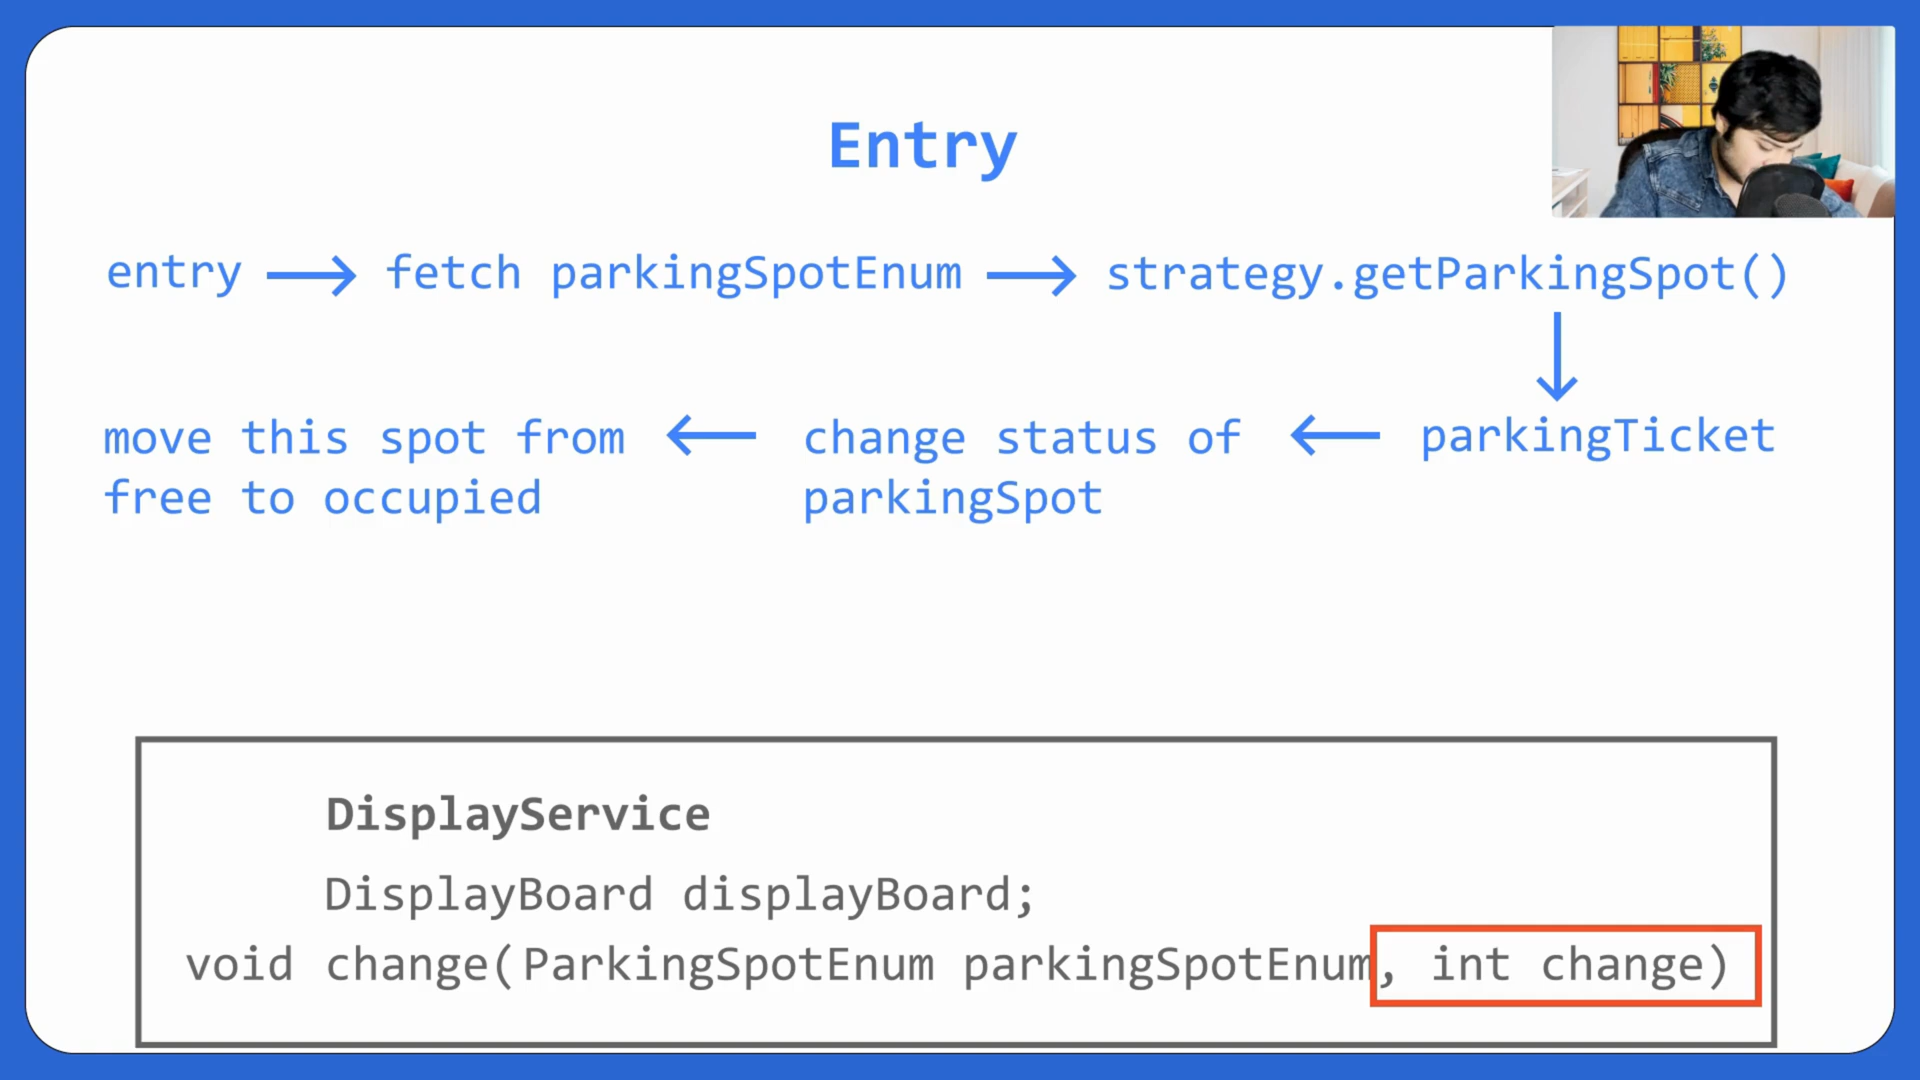 Entry
entry → fetch parkingSpotEnum → strategy.getParkingSpot()
move this spot from ← change status of ← parkingTicket
free to occupied parkingSpot
DisplayService
DisplayBoard displayBoard;
void change(ParkingSpotEnum parkingSpotEnum, int change)